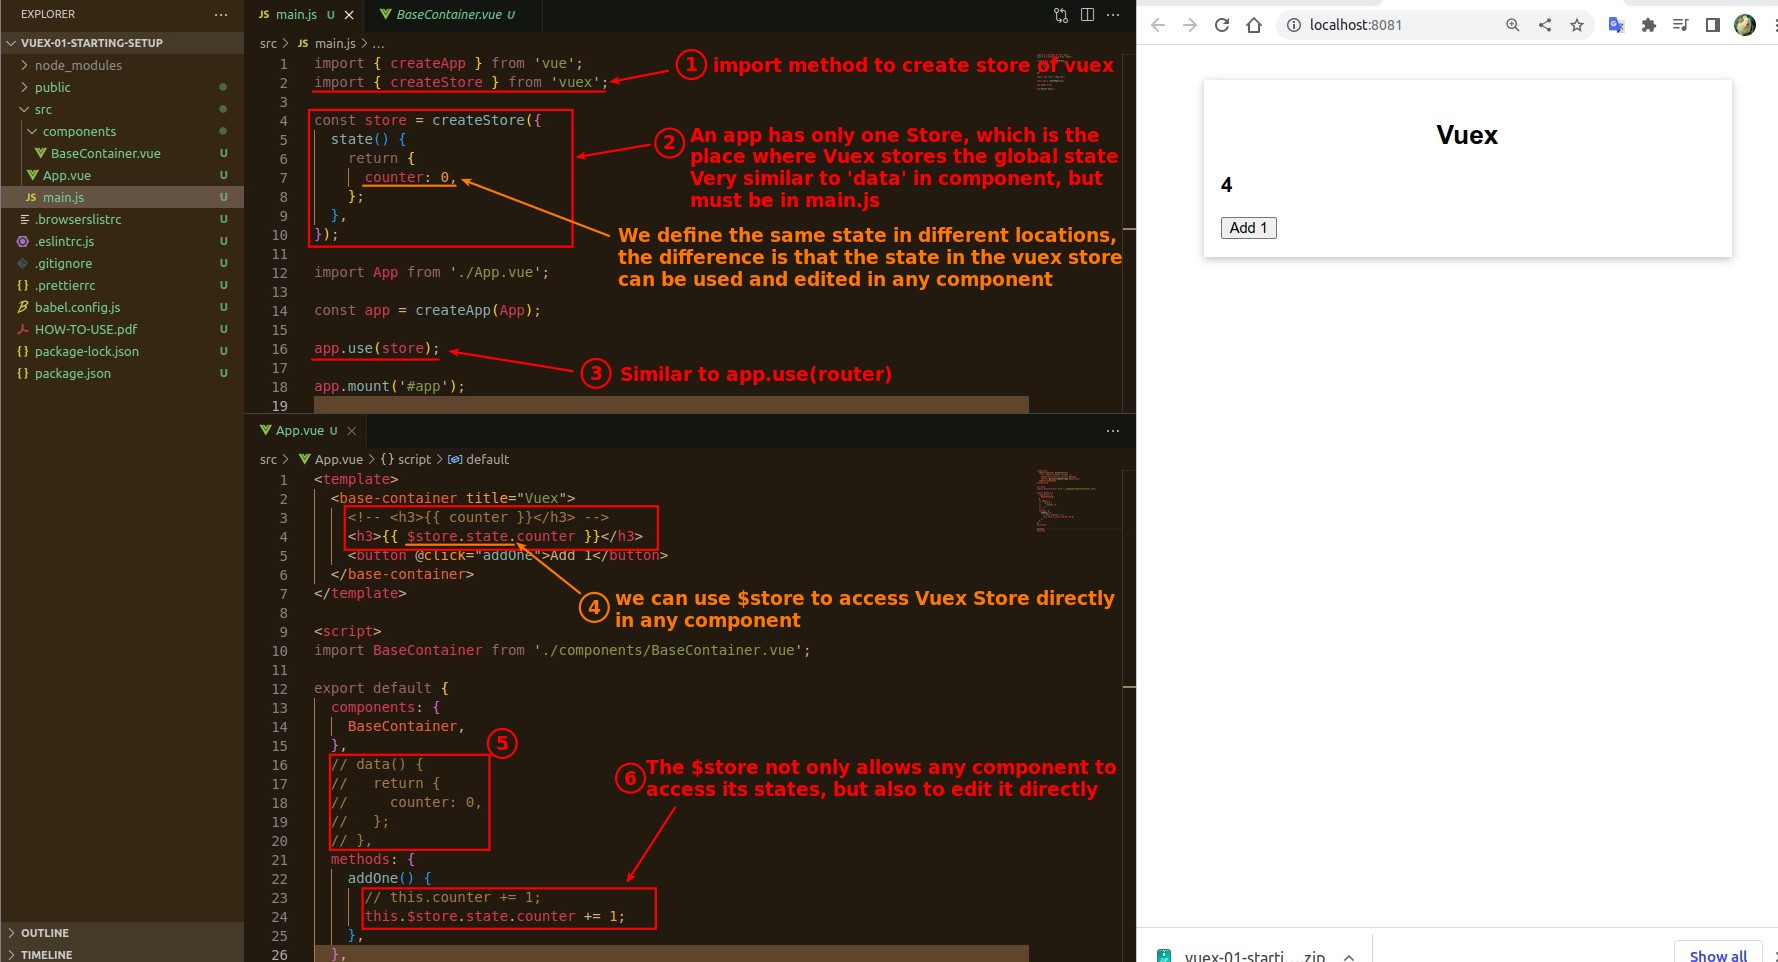 EXPLORER
VUEX-01-STARTING-SETUP
node_modules
public
src
components
BaseContainer.vue U
App.vue U
JS main.js U
.browserslistrc U
.eslintrc.js U
.gitignore U
{} .prettierrc U
babel.config.js U
HOW-TO-USE.pdf U
{} package-lock.json U
{} package.json U
OUTLINE
TIMELINE
JS main.js U BaseContainer.vue U
src > JS main.js > ...
1 import { createApp } from 'vue';
2 import { createStore } from 'vuex';
3
4 const store = createStore({
5 state() {
6 return {
7 counter: 0,
8 };
9 },
10 });
11
12 import App from './App.vue';
13
14 const app = createApp(App);
15
16 app.use(store);
17
18 app.mount('#app');
19
1 import method to create store of vuex
2 An app has only one Store, which is the
place where Vuex stores the global state
Very similar to 'data' in component, but
must be in main.js
We define the same state in different locations,
the difference is that the state in the vuex store
can be used and edited in any component
3 Similar to app.use(router)
App.vue U
src > App.vue > {} script > default
1 <template>
2 <base-container title="Vuex">
3 <!-- <h3>{{ counter }}</h3> -->
4 <h3>{{ $store.state.counter }}</h3>
5 <button @click="addOne">Add 1</button>
6 </base-container>
7 </template>
8
9 <script>
10 import BaseContainer from './components/BaseContainer.vue';
11
12 export default {
13 components: {
14 BaseContainer,
15 },
16 // data() {
17 // return {
18 // counter: 0,
19 // };
20 // },
21 methods: {
22 addOne() {
23 // this.counter += 1;
24 this.$store.state.counter += 1;
25 },
26 },
4 we can use $store to access Vuex Store directly
in any component
5
6 The $store not only allows any component to
access its states, but also to edit it directly
localhost:8081
Vuex
4
Add 1
vuex-01-starti....zip
Show all